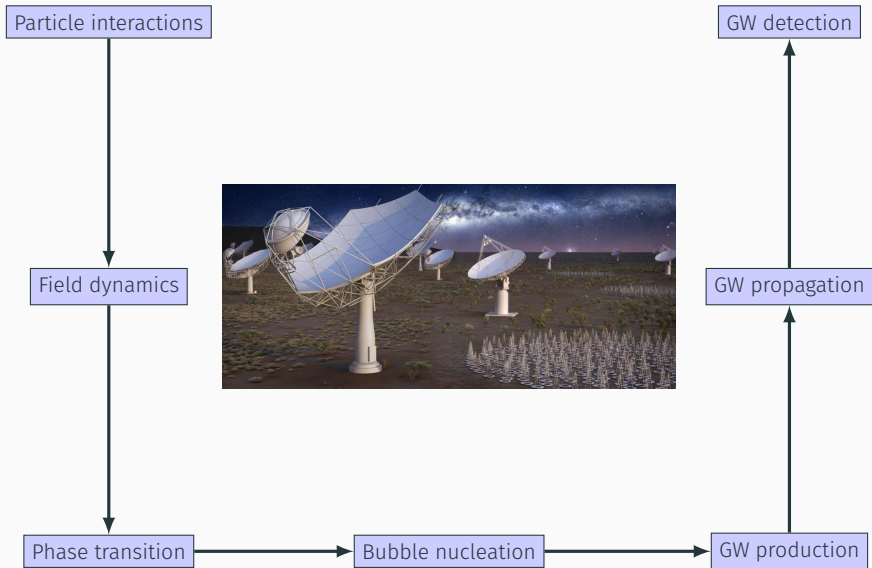 Particle interactions
GW detection
Field dynamics
GW propagation
Phase transition
Bubble nucleation
GW production